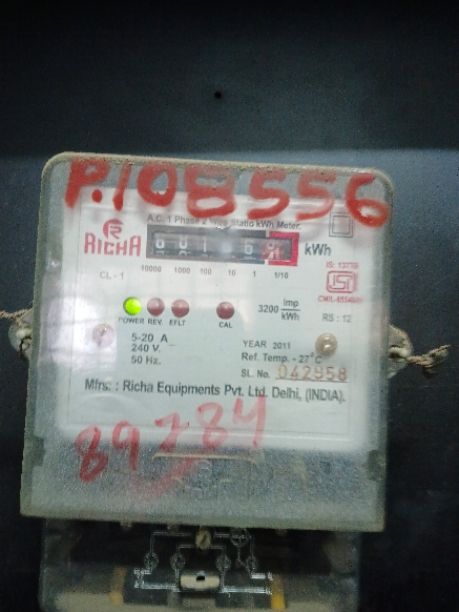 P.108556
A.C. 1 Phase 2 Wire Static kWh Meter.
R
RICHA
kWh
IS: 13779
CL - 1
10000 1000 100 10 1 1/10
ISI
RS : 12
3200 imp/kWh
POWER REV. EFLT CAL
5-20 A
240 V.
50 Hz.
YEAR 2011
Ref. Temp. - 27°C
SL. No. 042958
Mfrs. : Richa Equipments Pvt. Ltd. Delhi, (INDIA).
89784